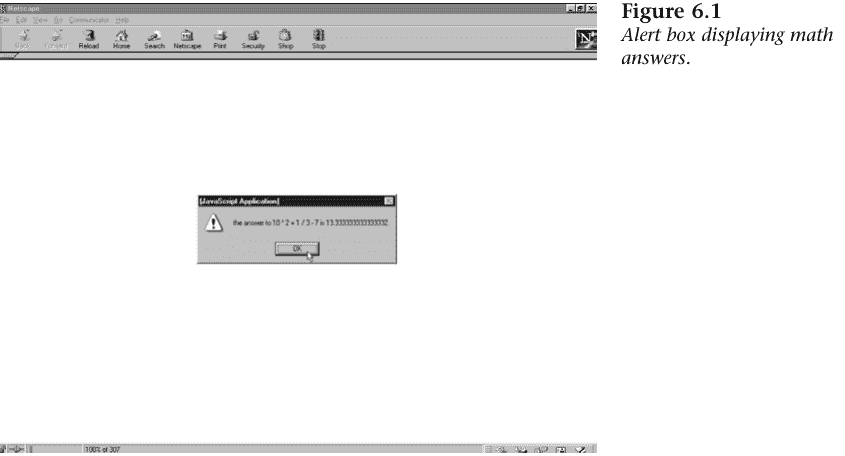 Netscape
File Edit View Go Communicator Help
Back Forward Reload Home Search Netscape Print Security Shop Stop
N
[JavaScript Application]
the answer to 10 * 2 + 1 / 3 - 7 is 13.333333333333332
OK
100% of 307
Figure 6.1
Alert box displaying math
answers.